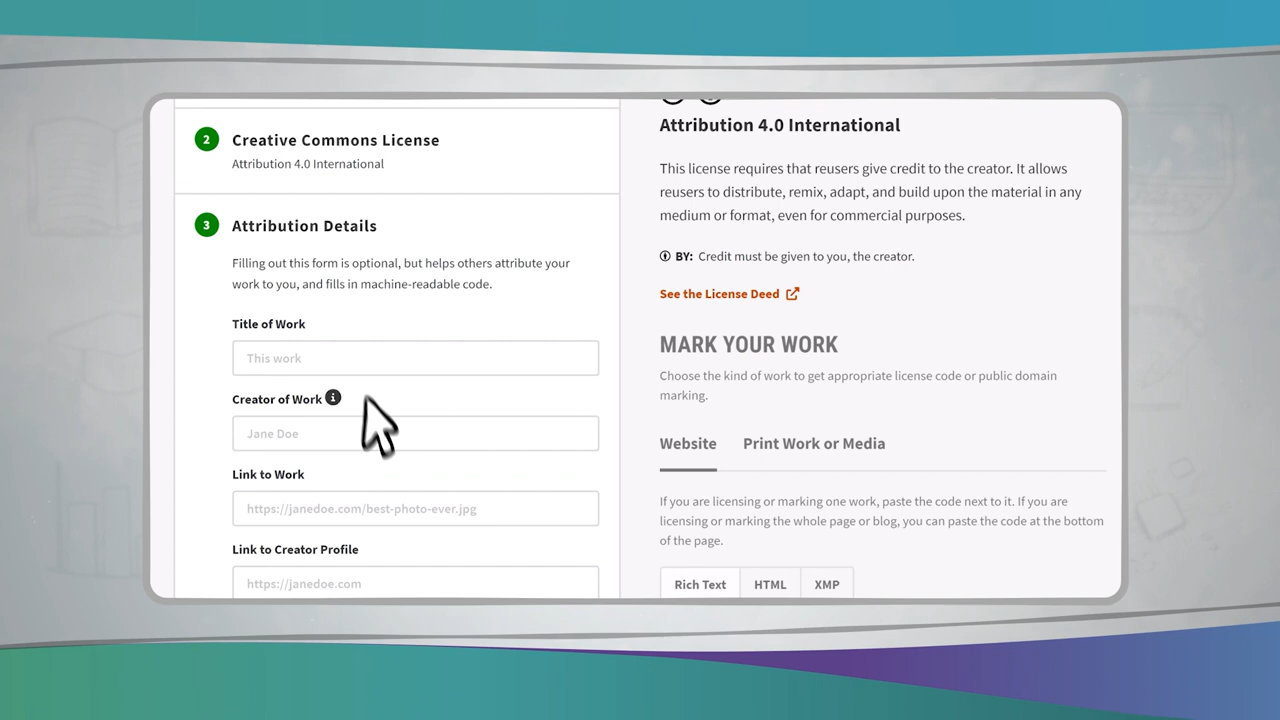 2
Creative Commons License
Attribution 4.0 International
3
Attribution Details
Filling out this form is optional, but helps others attribute your
work to you, and fills in machine-readable code.
Title of Work
This work
Creator of Work
Jane Doe
Link to Work
https://janedoe.com/best-photo-ever.jpg
Link to Creator Profile
https://janedoe.com
Attribution 4.0 International
This license requires that reusers give credit to the creator. It allows
reusers to distribute, remix, adapt, and build upon the material in any
medium or format, even for commercial purposes.
BY: Credit must be given to you, the creator.
See the License Deed
MARK YOUR WORK
Choose the kind of work to get appropriate license code or public domain
marking.
Website Print Work or Media
If you are licensing or marking one work, paste the code next to it. If you are
licensing or marking the whole page or blog, you can paste the code at the bottom
of the page.
Rich Text HTML XMP